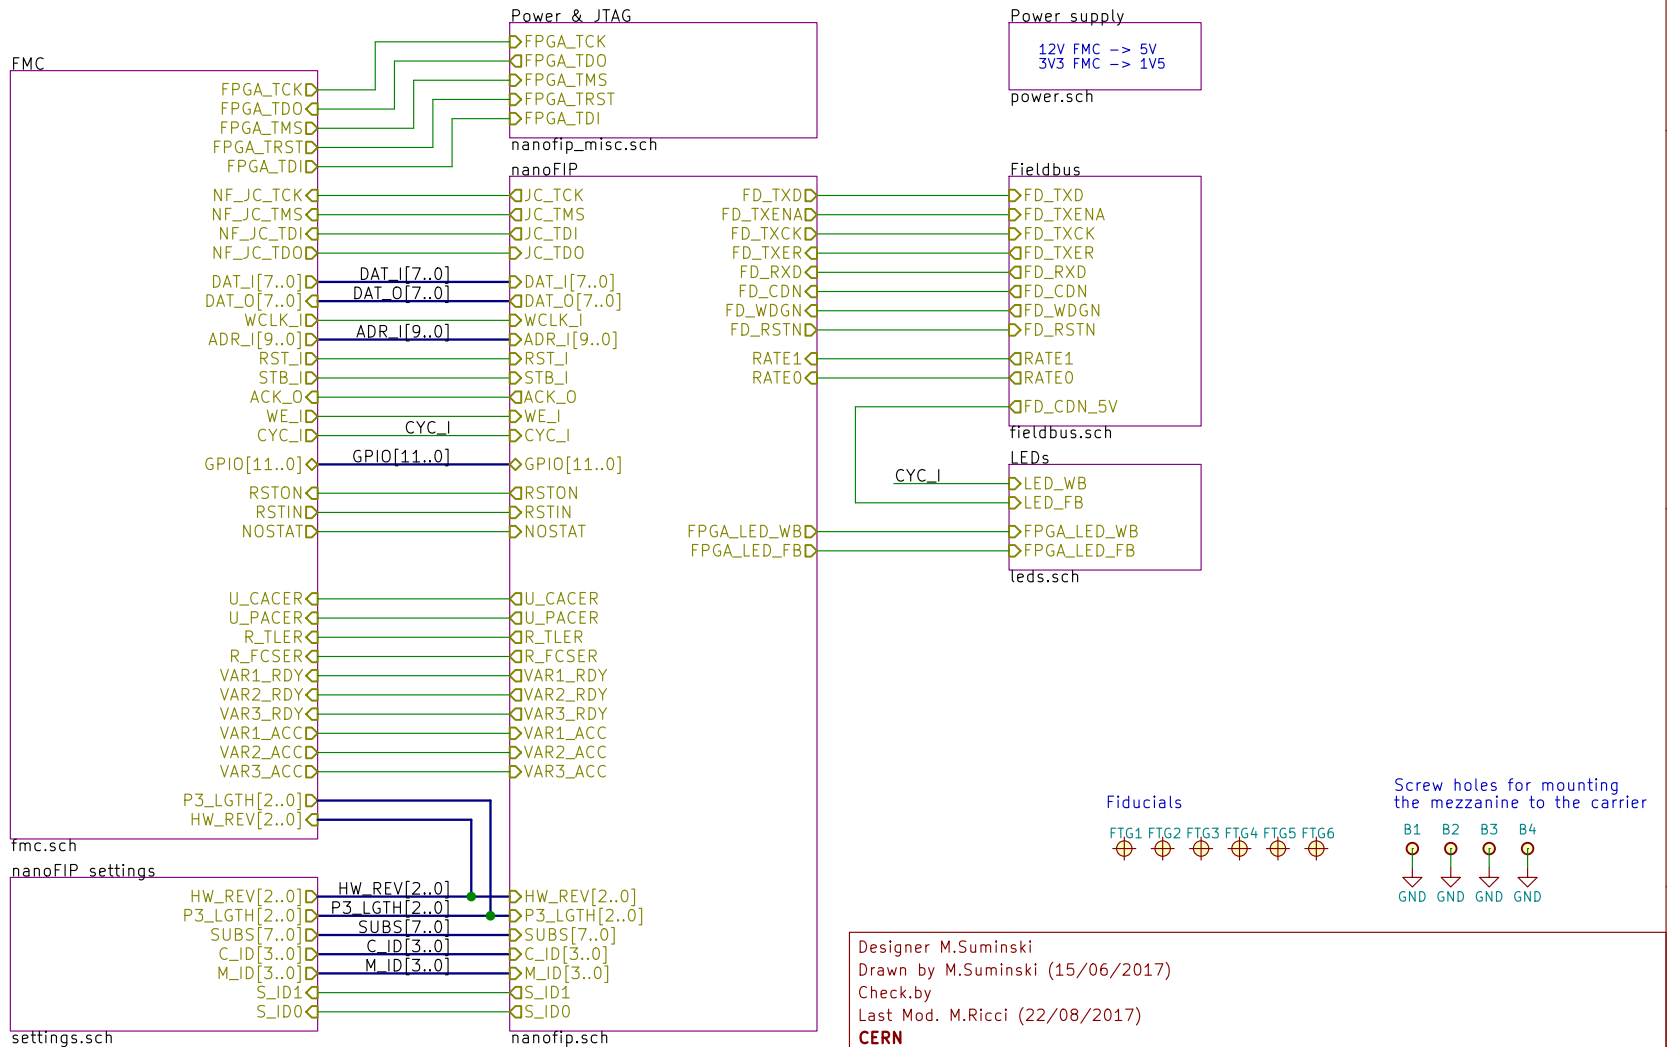 FMC
FPGA_TCK
FPGA_TDO
FPGA_TMS
FPGA_TRST
FPGA_TDI
NF_JC_TCK
NF_JC_TMS
NF_JC_TDI
NF_JC_TDO
DAT_I[7..0]
DAT_O[7..0]
WCLK_I
ADR_I[9..0]
RST_I
STB_I
ACK_O
WE_I
CYC_I
GPIO[11..0]
RSTON
RSTIN
NOSTAT
U_CACER
U_PACER
R_TLER
R_FCSER
VAR1_RDY
VAR2_RDY
VAR3_RDY
VAR1_ACC
VAR2_ACC
VAR3_ACC
P3_LGTH[2..0]
HW_REV[2..0]
fmc.sch
nanoFIP settings
HW_REV[2..0]
P3_LGTH[2..0]
SUBS[7..0]
C_ID[3..0]
M_ID[3..0]
S_ID1
S_ID0
settings.sch
DAT_I[7..0]
DAT_O[7..0]
ADR_I[9..0]
CYC_I
GPIO[11..0]
HW_REV[2..0]
P3_LGTH[2..0]
SUBS[7..0]
C_ID[3..0]
M_ID[3..0]
Power & JTAG
FPGA_TCK
FPGA_TDO
FPGA_TMS
FPGA_TRST
FPGA_TDI
nanofip_misc.sch
nanoFIP
JC_TCK
JC_TMS
JC_TDI
JC_TDO
DAT_I[7..0]
DAT_O[7..0]
WCLK_I
ADR_I[9..0]
RST_I
STB_I
ACK_O
WE_I
CYC_I
GPIO[11..0]
RSTON
RSTIN
NOSTAT
U_CACER
U_PACER
R_TLER
R_FCSER
VAR1_RDY
VAR2_RDY
VAR3_RDY
VAR1_ACC
VAR2_ACC
VAR3_ACC
HW_REV[2..0]
P3_LGTH[2..0]
SUBS[7..0]
C_ID[3..0]
M_ID[3..0]
S_ID1
S_ID0
FD_TXD
FD_TXENA
FD_TXCK
FD_TXER
FD_RXD
FD_CDN
FD_WDGN
FD_RSTN
RATE1
RATE0
FPGA_LED_WB
FPGA_LED_FB
nanofip.sch
Power supply
12V FMC -> 5V
3V3 FMC -> 1V5
power.sch
Fieldbus
FD_TXD
FD_TXENA
FD_TXCK
FD_TXER
FD_RXD
FD_CDN
FD_WDGN
FD_RSTN
RATE1
RATE0
FD_CDN_5V
fieldbus.sch
LEDs
CYC_I
LED_WB
LED_FB
FPGA_LED_WB
FPGA_LED_FB
leds.sch
Fiducials
FTG1 FTG2 FTG3 FTG4 FTG5 FTG6
Screw holes for mounting
the mezzanine to the carrier
B1 B2 B3 B4
GND GND GND GND
Designer M.Suminski
Drawn by M.Suminski (15/06/2017)
Check.by
Last Mod. M.Ricci (22/08/2017)
CERN